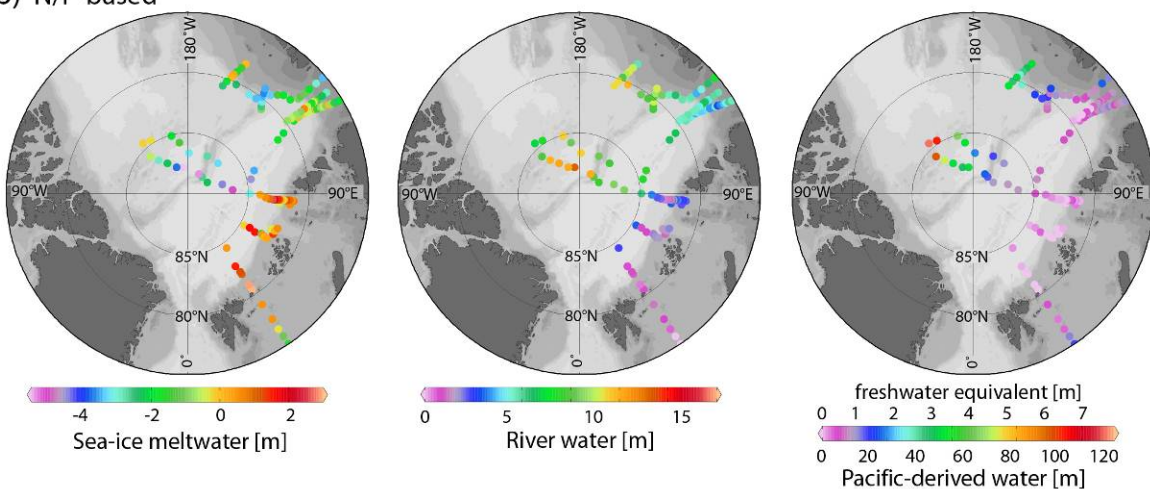 N/P based
180°W
90°W
90°E
85°N
80°N
0°
-4 -2 0 2
Sea-ice meltwater [m]
180°W
90°W
90°E
85°N
80°N
0°
0 5 10 15
River water [m]
180°W
90°W
90°E
85°N
80°N
0°
freshwater equivalent [m]
0 1 2 3 4 5 6 7
0 20 40 60 80 100 120
Pacific-derived water [m]